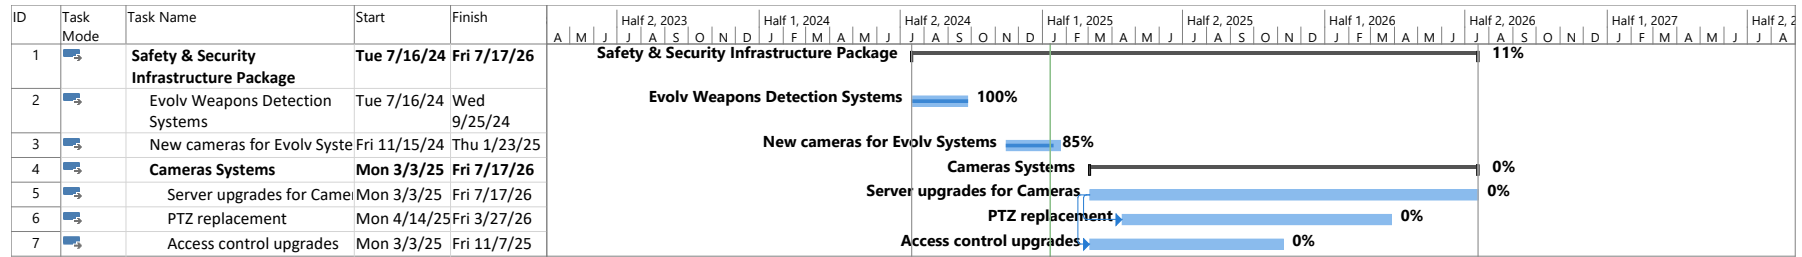 ID Task Task Name Start Finish Half 2, 2023 Half 1, 2024 Half 2, 2024 Half 1, 2025 Half 2, 2025 Half 1, 2026 Half 2, 2026 Half 1, 2027 Half 2, 2
Mode A M J J A S O N D J F M A M J J A S O N D J F M A M J J A S O N D J F M A M J J A S O N D J F M A M J J A
1 Safety & Security Tue 7/16/24 Fri 7/17/26 Safety & Security Infrastructure Package 11%
Infrastructure Package
2 Evolv Weapons Detection Tue 7/16/24 Wed Evolv Weapons Detection Systems 100%
Systems 9/25/24
3 New cameras for Evolv Syste Fri 11/15/24 Thu 1/23/25 New cameras for Evolv Systems 85%
4 Cameras Systems Mon 3/3/25 Fri 7/17/26 Cameras Systems 0%
5 Server upgrades for Camer Mon 3/3/25 Fri 7/17/26 Server upgrades for Cameras 0%
6 PTZ replacement Mon 4/14/25 Fri 3/27/26 PTZ replacement 0%
7 Access control upgrades Mon 3/3/25 Fri 11/7/25 Access control upgrades 0%